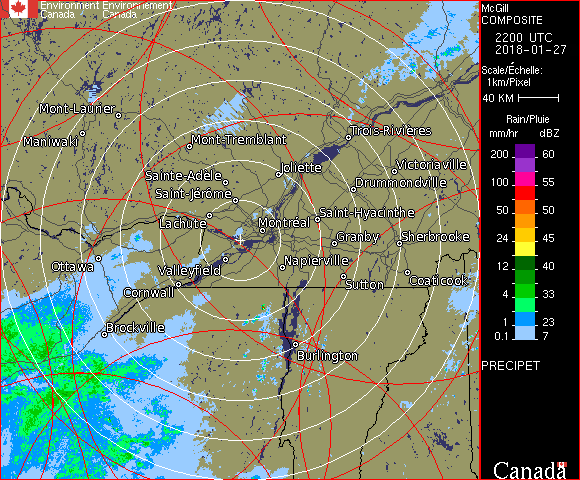 Environment Environnement
Canada Canada
McGill
COMPOSITE
2200 UTC
2018-01-27
Scale/Échelle:
1km/Pixel
40 KM
Rain/Pluie
mm/hr dBZ
200 60
100 55
50 50
24 45
12 40
4 33
1 23
0.1 7
PRECIPET
Mont-Laurier
Maniwaki
Mont-Tremblant
Trois-Rivières
Sainte-Adèle
Joliette
Victoriaville
Saint-Jérôme
Drummondville
Lachute
Montréal
Saint-Hyacinthe
Granby
Sherbrooke
Ottawa
Valleyfield
Napierville
Cornwall
Sutton
Coaticook
Brockville
Burlington
Canada